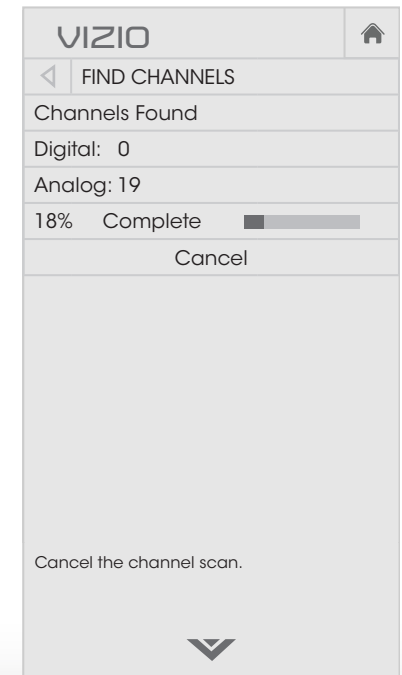 VIZIO
FIND CHANNELS
Channels Found
Digital: 0
Analog: 19
18% Complete
Cancel
Cancel the channel scan.